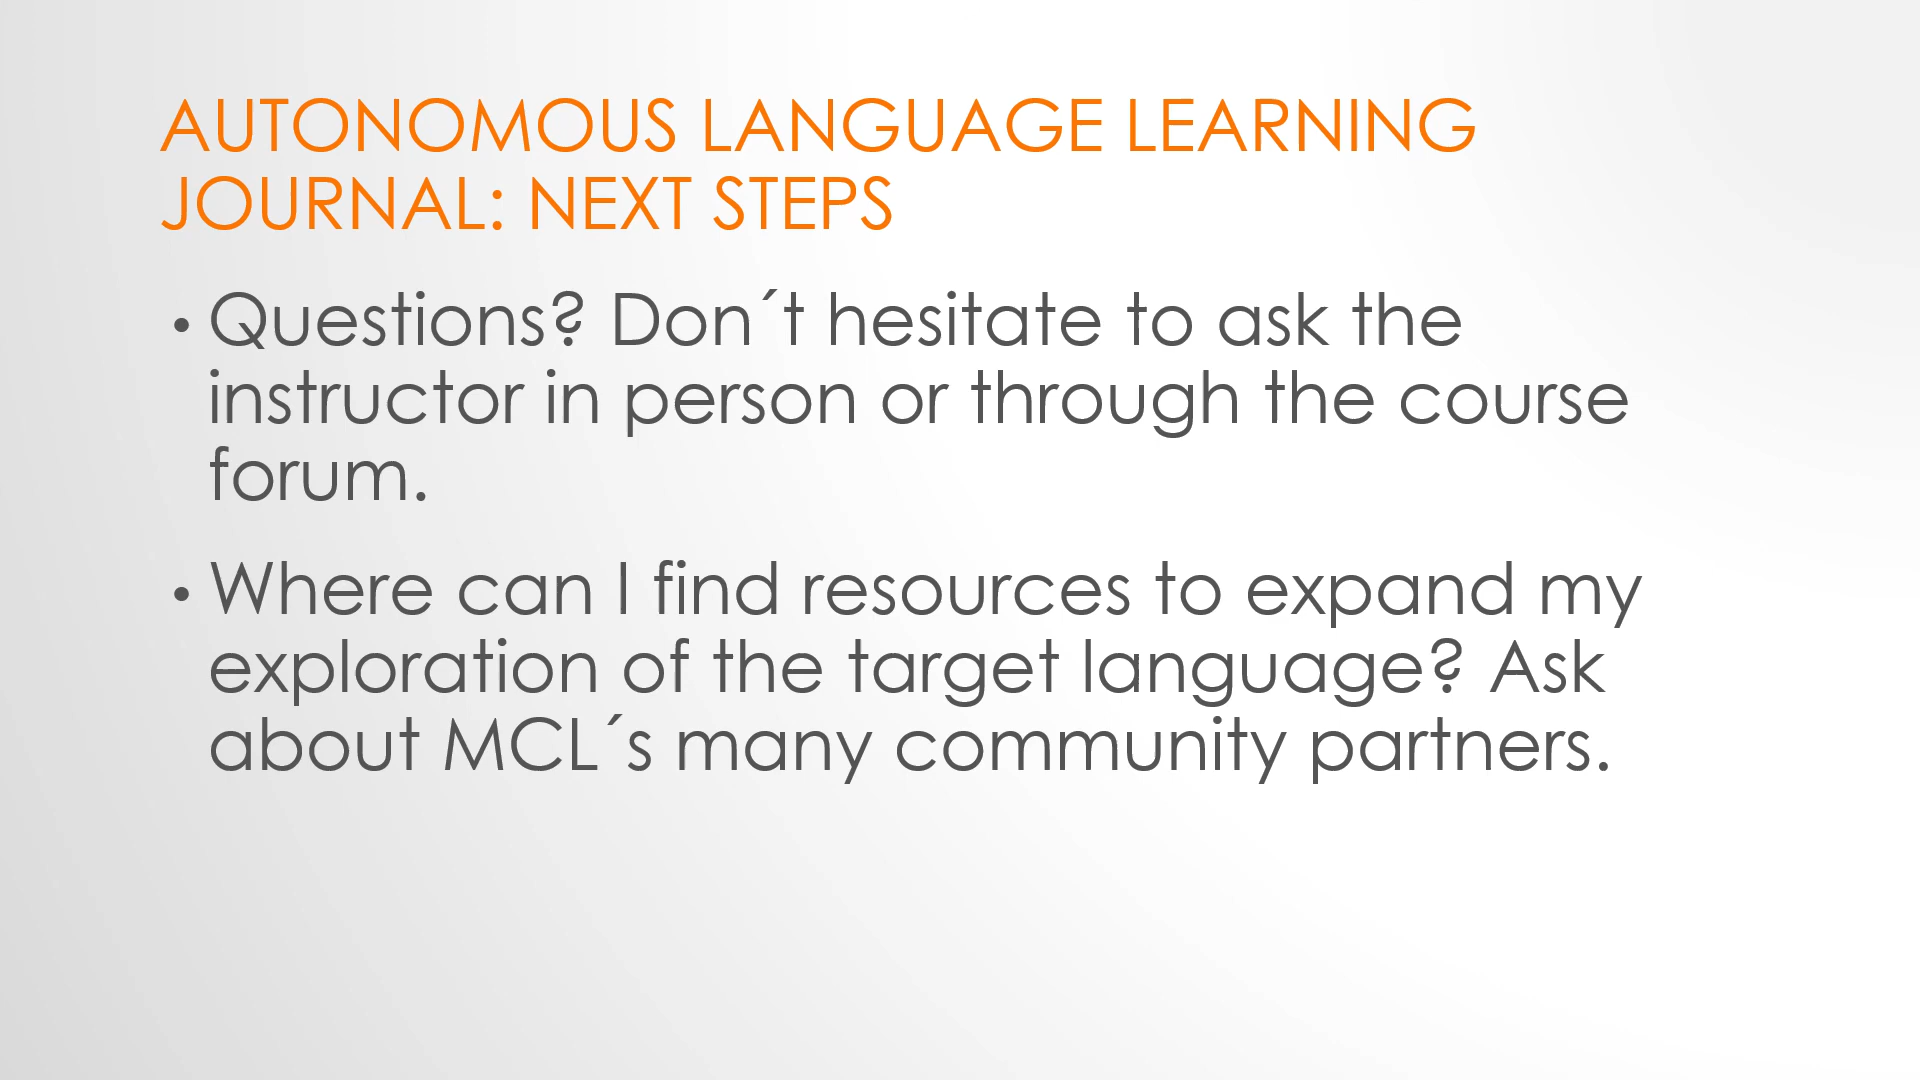 AUTONOMOUS LANGUAGE LEARNING
JOURNAL: NEXT STEPS
• Questions? Don´t hesitate to ask the
instructor in person or through the course
forum.
• Where can I find resources to expand my
exploration of the target language? Ask
about MCL´s many community partners.